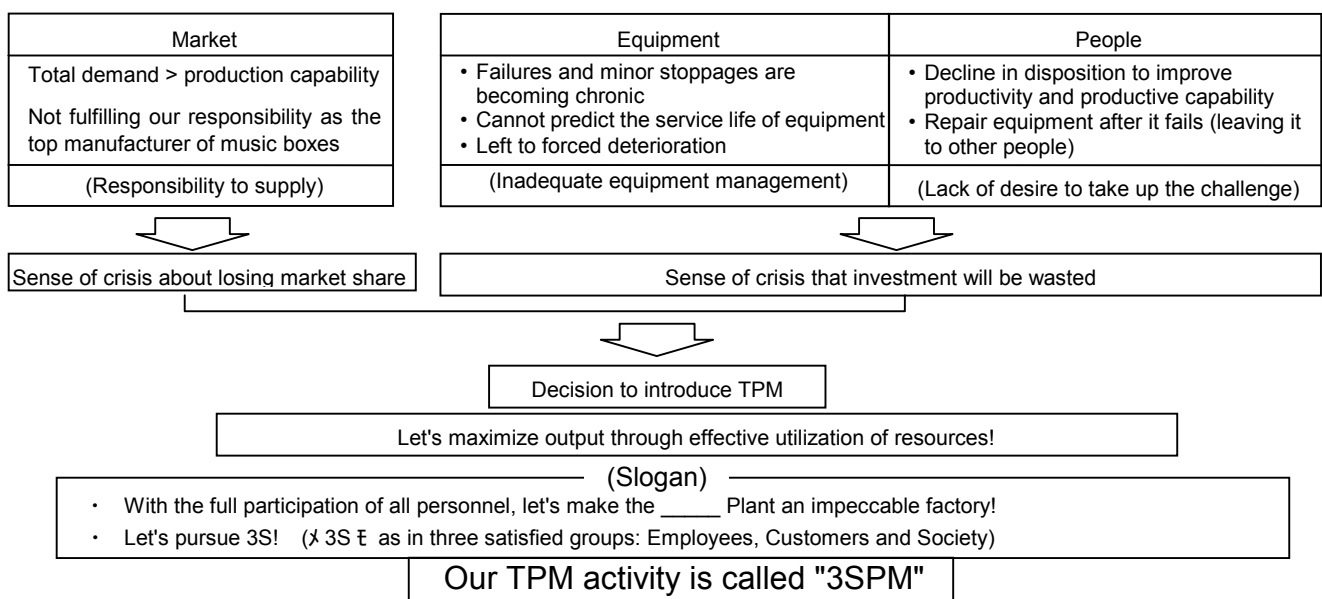 Market
Total demand > production capability
Not fulfilling our responsibility as the
top manufacturer of music boxes
(Responsibility to supply)
Equipment
• Failures and minor stoppages are
becoming chronic
• Cannot predict the service life of equipment
• Left to forced deterioration
(Inadequate equipment management)
People
• Decline in disposition to improve
productivity and productive capability
• Repair equipment after it fails (leaving it
to other people)
(Lack of desire to take up the challenge)
Sense of crisis about losing market share
Sense of crisis that investment will be wasted
Decision to introduce TPM
Let's maximize output through effective utilization of resources!
(Slogan)
・ With the full participation of all personnel, let's make the _____ Plant an impeccable factory!
・ Let's pursue 3S! (ﾒ 3S ﾓ as in three satisfied groups: Employees, Customers and Society)
Our TPM activity is called "3SPM"